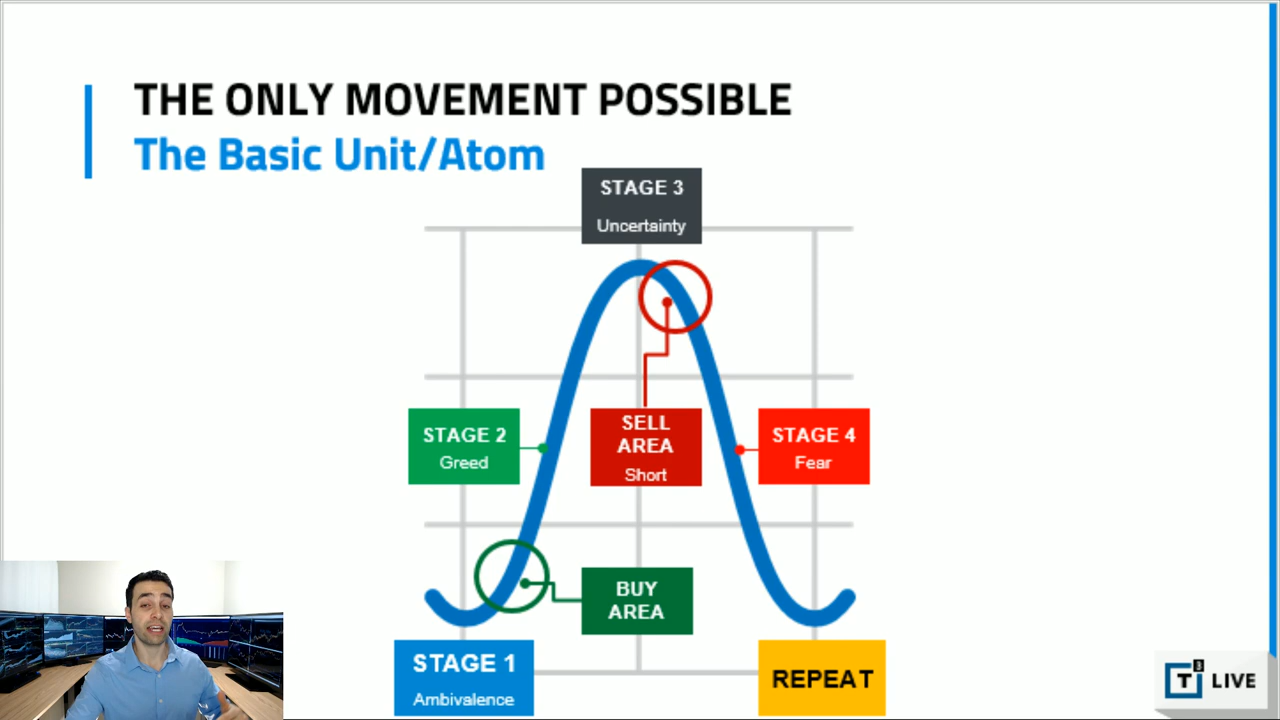 THE ONLY MOVEMENT POSSIBLE
The Basic Unit/Atom
STAGE 3
Uncertainty
STAGE 2
Greed
SELL
AREA
Short
STAGE 4
Fear
BUY
AREA
STAGE 1
Ambivalence
REPEAT
T3 LIVE